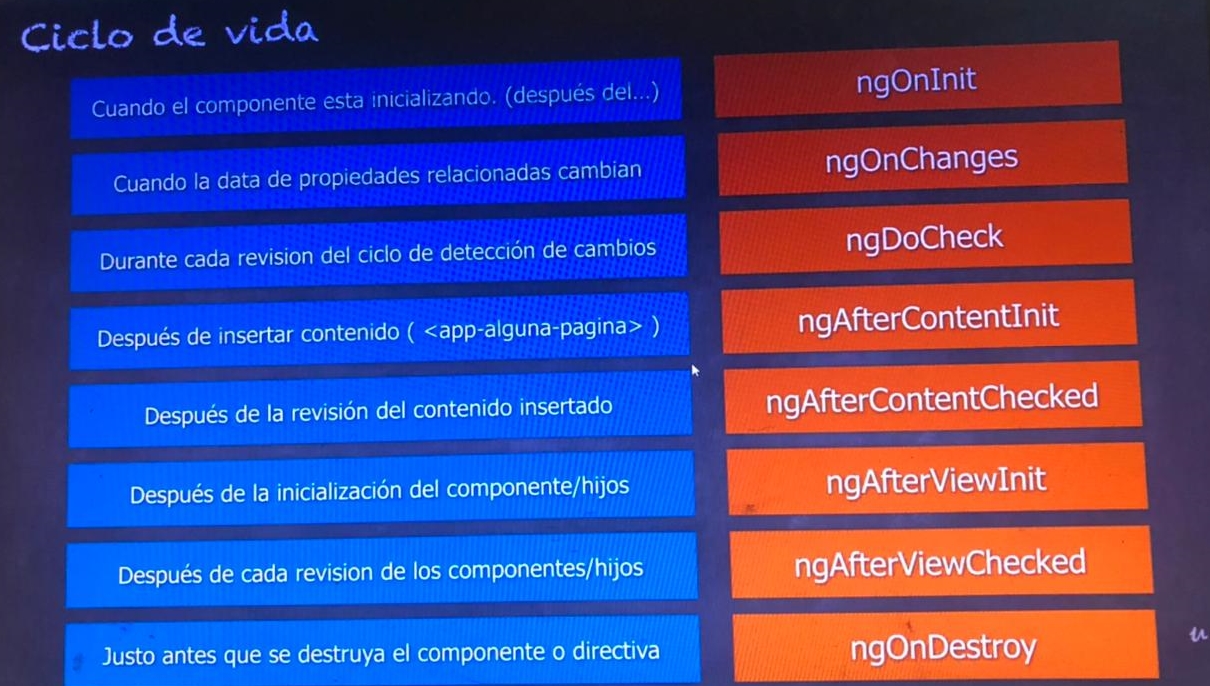 Ciclo de vida
Cuando el componente esta inicializando. (después del...) ngOnInit
Cuando la data de propiedades relacionadas cambian ngOnChanges
Durante cada revision del ciclo de detección de cambios ngDoCheck
Después de insertar contenido ( <app-alguna-pagina> ) ngAfterContentInit
Después de la revisión del contenido insertado ngAfterContentChecked
Después de la inicialización del componente/hijos ngAfterViewInit
Después de cada revision de los componentes/hijos ngAfterViewChecked
Justo antes que se destruya el componente o directiva ngOnDestroy